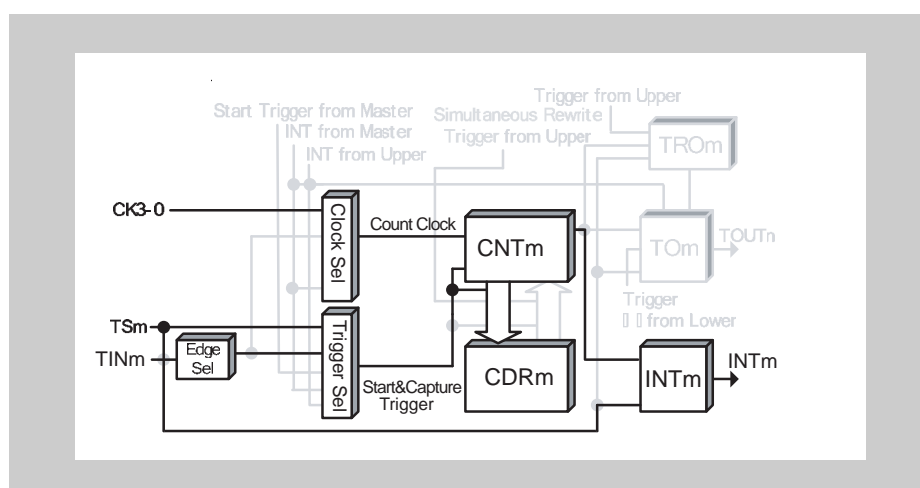 Trigger from Upper
Start Trigger from Master
Simultaneous Rewrite
INT from Master
Trigger from Upper
INT from Upper
TROm
CK3-0
Clock Sel
Count Clock
CNTm
TOm
TOUTn
Trigger
from Lower
TSm
TINm
Edge
Sel
Trigger Sel
Start&Capture
Trigger
CDRm
INTm
INTm